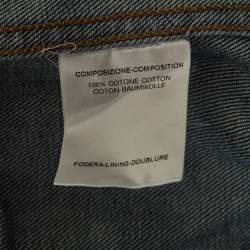 COMPOSIZIONE-COMPOSITION
100% COTONE COTTON
COTON BAUMWOLLE
FODERA-LINING-DOUBLURE